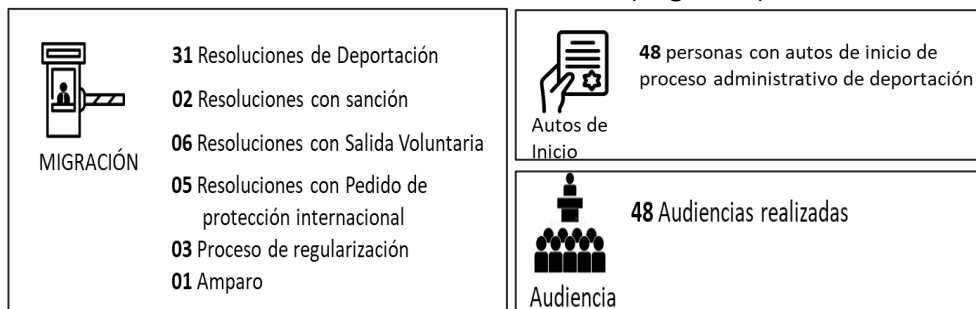 31 Resoluciones de Deportación
02 Resoluciones con sanción
06 Resoluciones con Salida Voluntaria
05 Resoluciones con Pedido de
protección internacional
03 Proceso de regularización
01 Amparo
MIGRACIÓN
48 personas con autos de inicio de
proceso administrativo de deportación
Autos de
Inicio
48 Audiencias realizadas
Audiencia